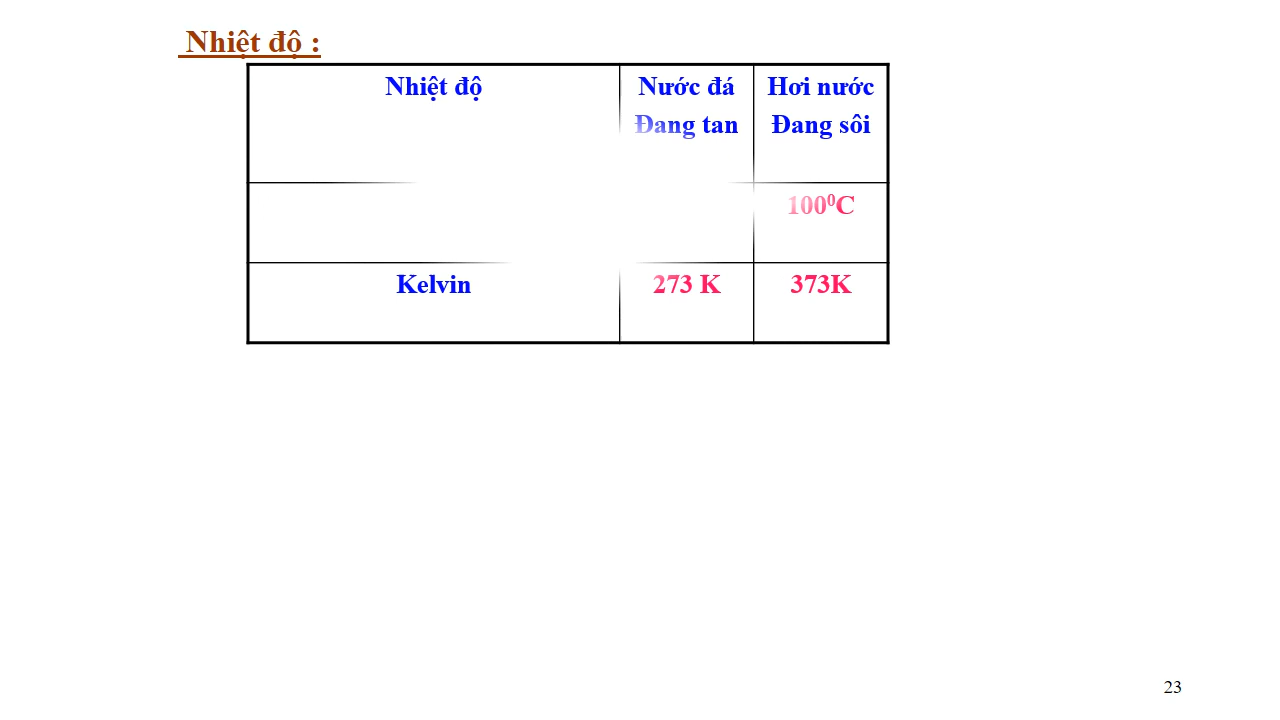 Nhiệt độ :
Nhiệt độ
Nước đá
Đang tan
Hơi nước
Đang sôi
100⁰C
Kelvin
273 K
373K
23